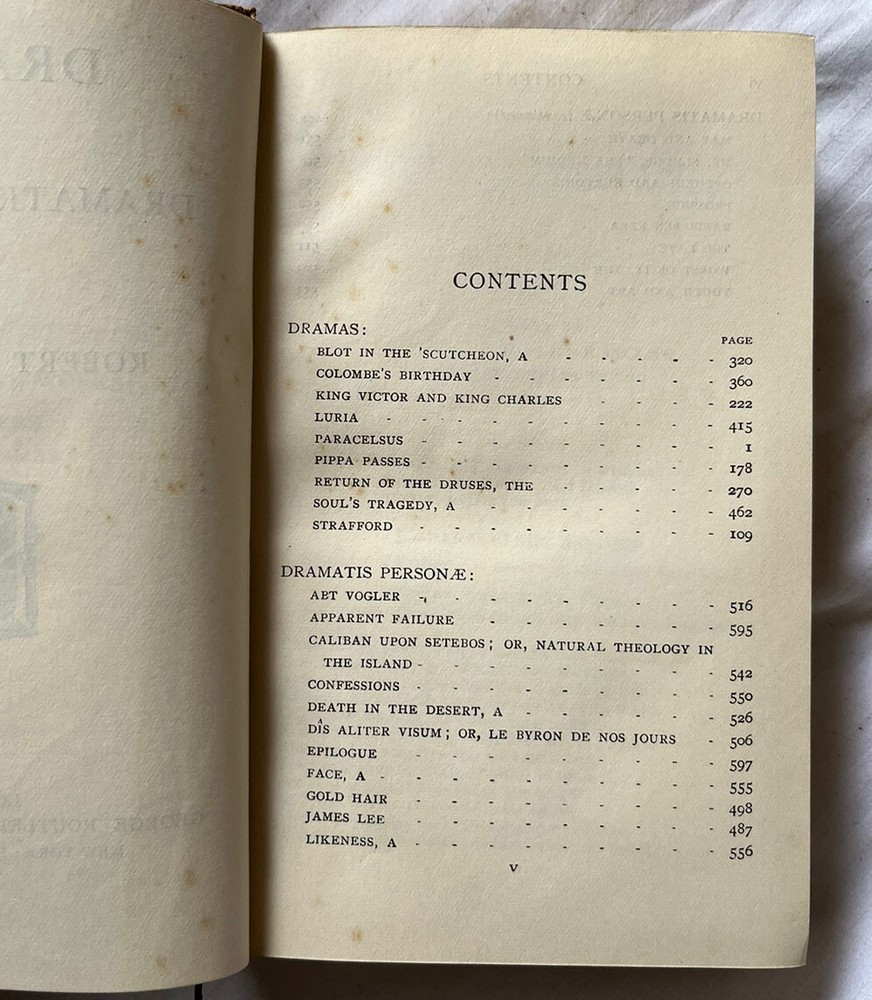 CONTENTS
DRAMAS:
PAGE
BLOT IN THE 'SCUTCHEON, A - - - - - 320
COLOMBE'S BIRTHDAY - - - - - - - 360
KING VICTOR AND KING CHARLES - - - - 222
LURIA - - - - - - - - - 415
PARACELSUS - - - - - - - - 1
PIPPA PASSES - - - - - - - - 178
RETURN OF THE DRUSES, THE - - - - - 270
SOUL'S TRAGEDY, A - - - - - - - 462
STRAFFORD - - - - - - - - 109
DRAMATIS PERSONÆ:
ABT VOGLER - - - - - - - - 516
APPARENT FAILURE - - - - - - - 595
CALIBAN UPON SETEBOS; OR, NATURAL THEOLOGY IN
THE ISLAND - - - - - - - - 542
CONFESSIONS - - - - - - - - 550
DEATH IN THE DESERT, A - - - - - - 526
DÎS ALITER VISUM; OR, LE BYRON DE NOS JOURS - 506
EPILOGUE - - - - - - - - 597
FACE, A - - - - - - - - - 555
GOLD HAIR - - - - - - - - 498
JAMES LEE - - - - - - - - 487
LIKENESS, A - - - - - - - - 556
v